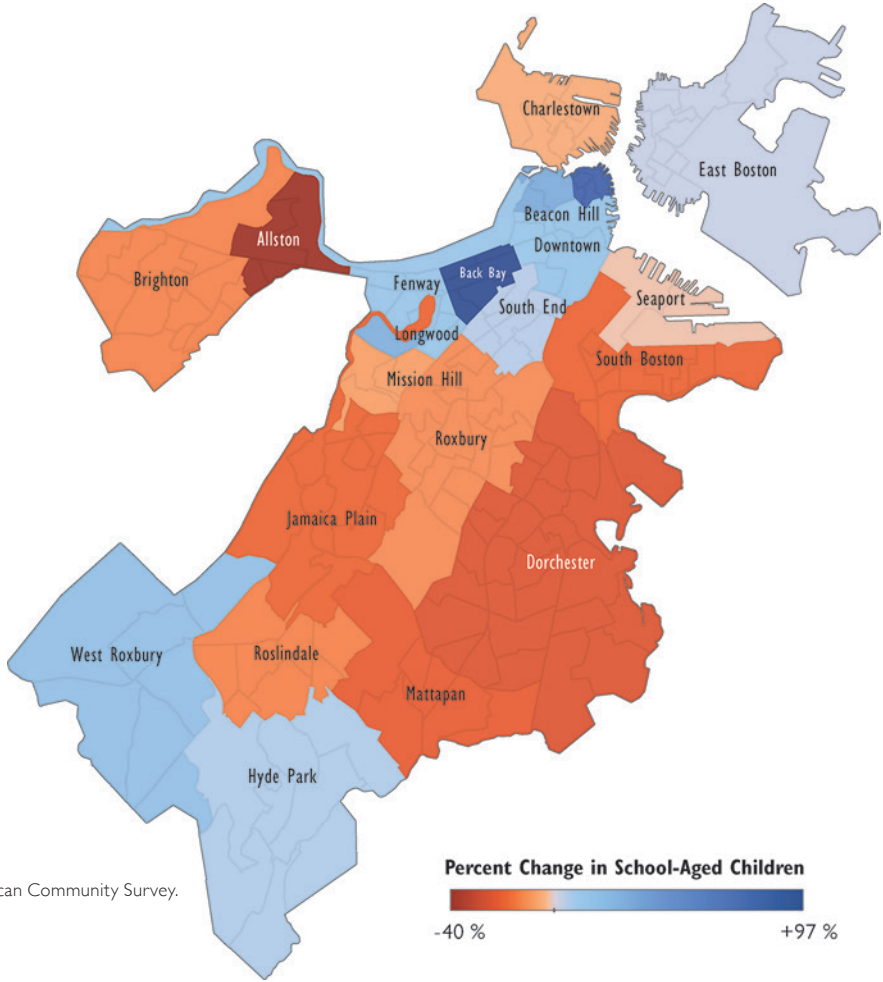 Charlestown
East Boston
Beacon Hill
Allston
Downtown
Back Bay
Brighton
Fenway
Seaport
South End
Longwood
South Boston
Mission Hill
Roxbury
Jamaica Plain
Dorchester
West Roxbury
Roslindale
Mattapan
Hyde Park
Percent Change in School-Aged Children
can Community Survey.
-40 %
+97 %